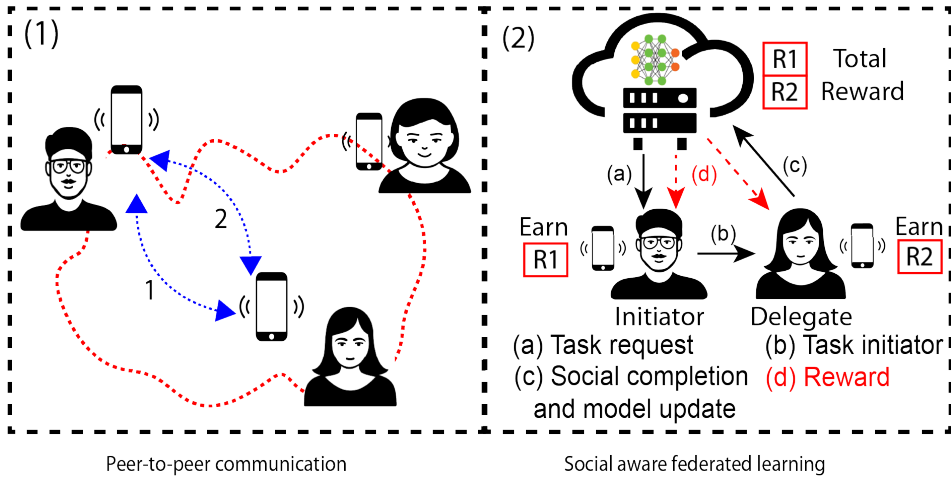 (1)
1
2
Peer-to-peer communication
(2)
R1 Total
R2 Reward
(a)
(d)
(c)
Earn
R1
(b)
Earn
R2
Initiator
Delegate
(a) Task request
(b) Task initiator
(c) Social completion
and model update
(d) Reward
Social aware federated learning